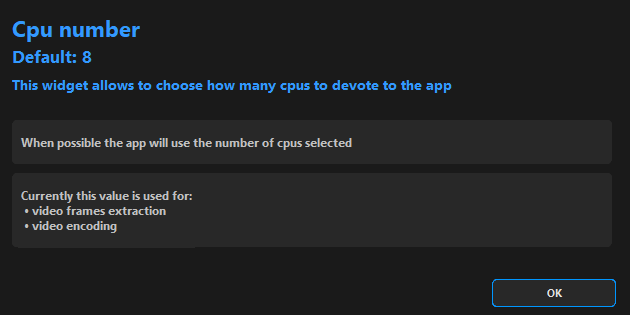 Cpu number
Default: 8
This widget allows to choose how many cpus to devote to the app
When possible the app will use the number of cpus selected
Currently this value is used for:
• video frames extraction
• video encoding
OK